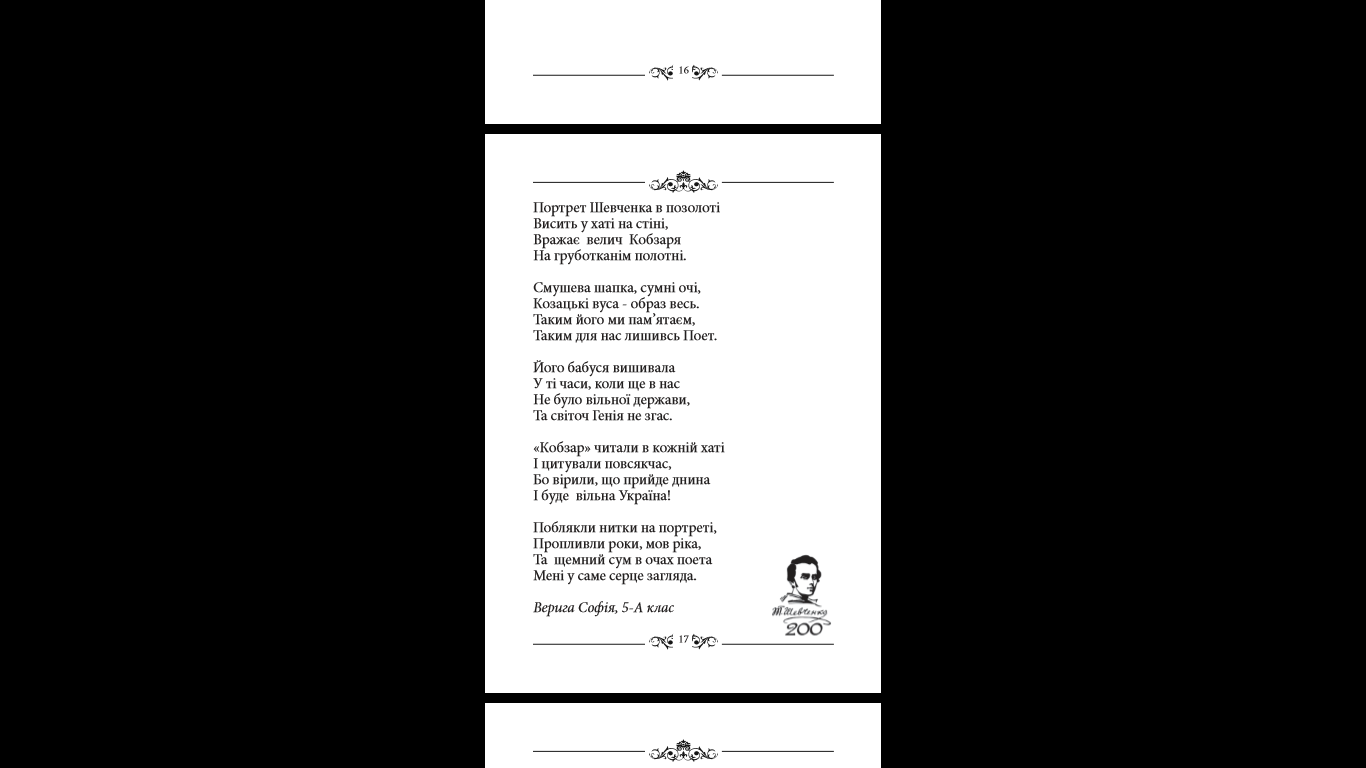 16
Портрет Шевченка в позолоті
Висить у хаті на стіні,
Вражає  велич  Кобзаря
На груботканім полотні.
Смушева шапка, сумні очі,
Козацькі вуса - образ весь.
Таким його ми пам’ятаєм,
Таким для нас лишивсь Поет.
Його бабуся вишивала
У ті часи, коли ще в нас
Не було вільної держави,
Та світоч Генія не згас.
«Кобзар» читали в кожній хаті
І цитували повсякчас,
Бо вірили, що прийде днина
І буде  вільна Україна!
Поблякли нитки на портреті,
Пропливли роки, мов ріка,
Та  щемний сум в очах поета
Мені у саме серце загляда.
Верига Софія, 5-А клас
Т Шевченко
200
17